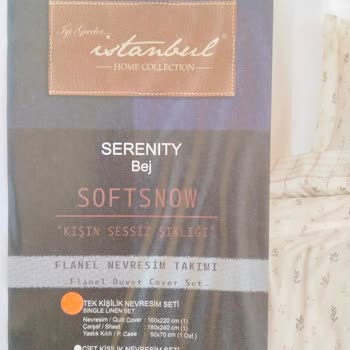 İyi Geceler...
istanbul
HOME COLLECTION
SERENITY
Bej
SOFTSNOW
"KIŞIN SESSİZ ŞIKLIĞI"
FLANEL NEVRESİM TAKIMI
Flanel Duvet Cover Set
TEK KİŞİLİK NEVRESİM SETİ
SINGLE LINEN SET
Nevresim / Quilt Cover : 160x220 cm (1)
Çarşaf / Sheet : 160x240 cm (1)
Yastık Kılıfı / P. Case : 50x70 cm (1 Oxf.)
ÇİFT KİŞİLİK NEVRESİM SETİ